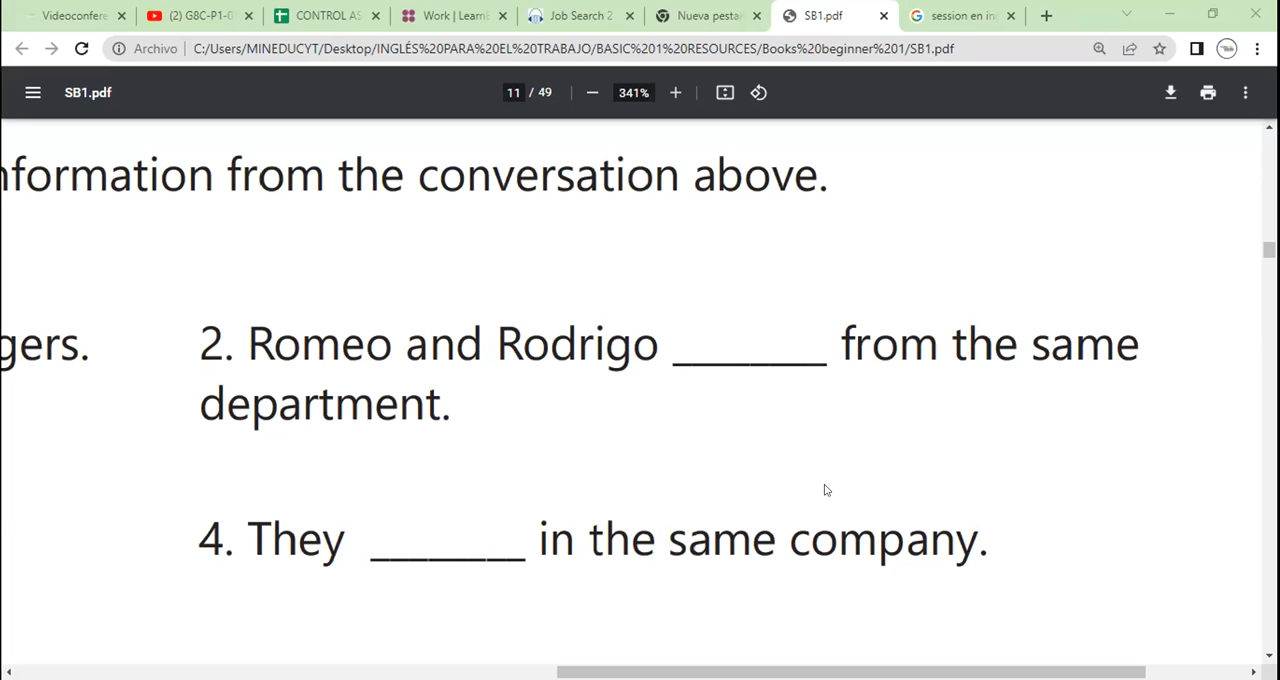 Videoconfere
(2) G8C-P1-G
CONTROL AS
Work | Learn
Job Search 2
Nueva pesta
SB1.pdf
session en in
Archivo
C:/Users/MINEDUCYT/Desktop/INGLÉS%20PARA%20EL%20TRABAJO/BASIC%201%20RESOURCES/Books%20beginner%201/SB1.pdf
SB1.pdf
11 / 49
341%
nformation from the conversation above.
gers.
2. Romeo and Rodrigo _______ from the same
department.
4. They _______ in the same company.